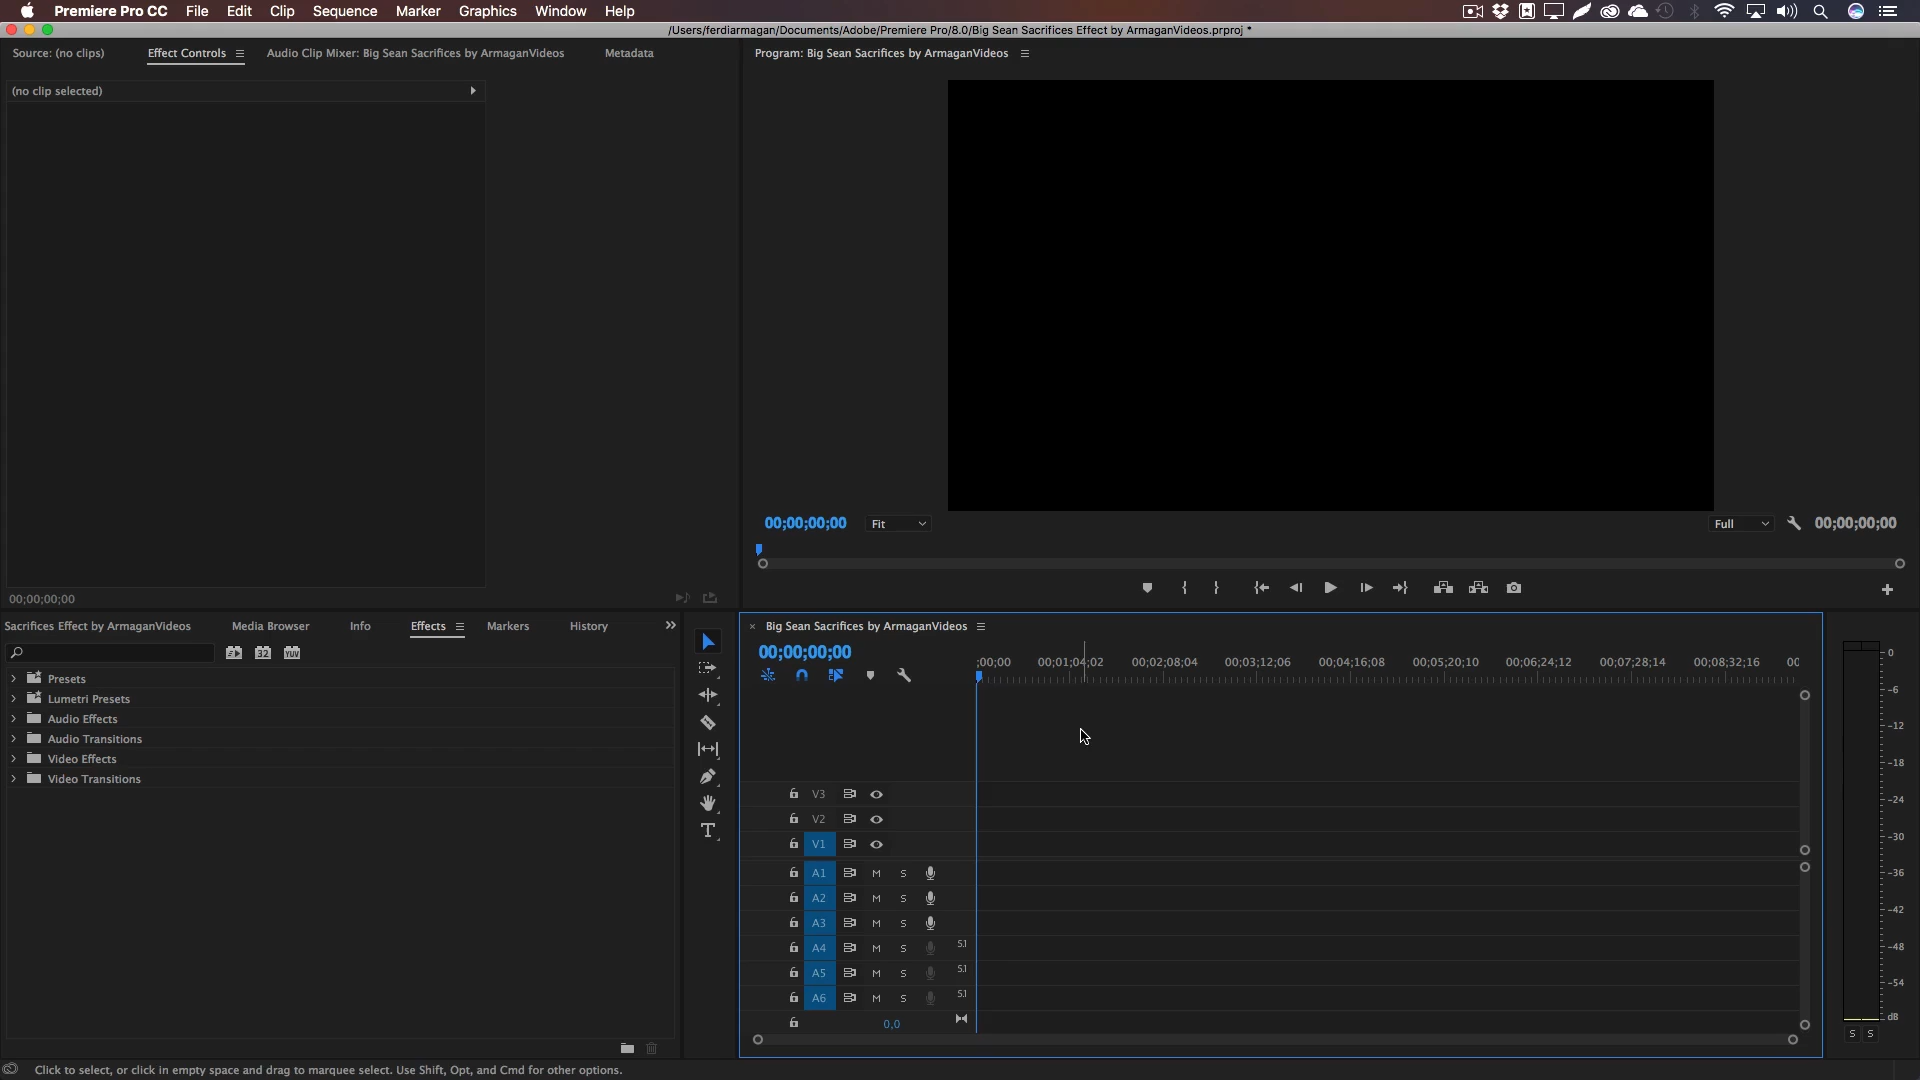 Premiere Pro CC File Edit Clip Sequence Marker Graphics Window Help
/Users/ferdiarmagan/Documents/Adobe/Premiere Pro/8.0/Big Sean Sacrifices Effect by ArmaganVideos.prproj *
Source: (no clips) Effect Controls Audio Clip Mixer: Big Sean Sacrifices by ArmaganVideos Metadata
Program: Big Sean Sacrifices by ArmaganVideos
(no clip selected)
00;00;00;00 Fit Full 00;00;00;00
00;00;00;00
Sacrifices Effect by ArmaganVideos Media Browser Info Effects Markers History
32 YUV
Presets
Lumetri Presets
Audio Effects
Audio Transitions
Video Effects
Video Transitions
Big Sean Sacrifices by ArmaganVideos
00;00;00;00
;00;00 00;01;04;02 00;02;08;04 00;03;12;06 00;04;16;08 00;05;20;10 00;06;24;12 00;07;28;14 00;08;32;16 00
V3
V2
V1
A1 M S
A2 M S
A3 M S
A4 M S 5.1
A5 M S 5.1
A6 M S 5.1
0,0
0
-6
-12
-18
-24
-30
-36
-42
-48
-54
dB
S S
Click to select, or click in empty space and drag to marquee select. Use Shift, Opt, and Cmd for other options.